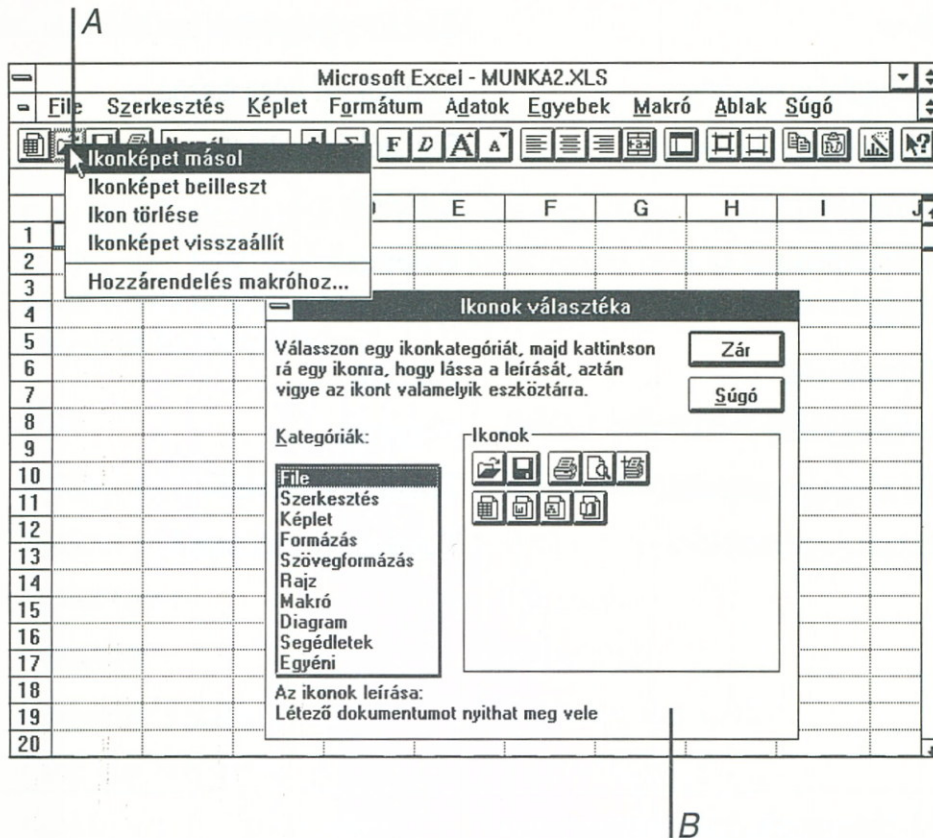 A
Microsoft Excel - MUNKA2.XLS
File Szerkesztés Képlet Formátum Adatok Egyebek Makró Ablak Súgó
F D A A
Ikonképet másol
Ikonképet beilleszt
Ikon törlése
Ikonképet visszaállít
Hozzárendelés makróhoz...
E F G H I J
1
2
3
4
5
6
7
8
9
10
11
12
13
14
15
16
17
18
19
20
Ikonok választéka
Válasszon egy ikonkategóriát, majd kattintson
rá egy ikonra, hogy lássa a leírását, aztán
vigye az ikont valamelyik eszköztárra.
Zár
Súgó
Kategóriák:
File
Szerkesztés
Képlet
Formázás
Szövegformázás
Rajz
Makró
Diagram
Segédletek
Egyéni
Ikonok
Az ikonok leírása:
Létező dokumentumot nyithat meg vele
B